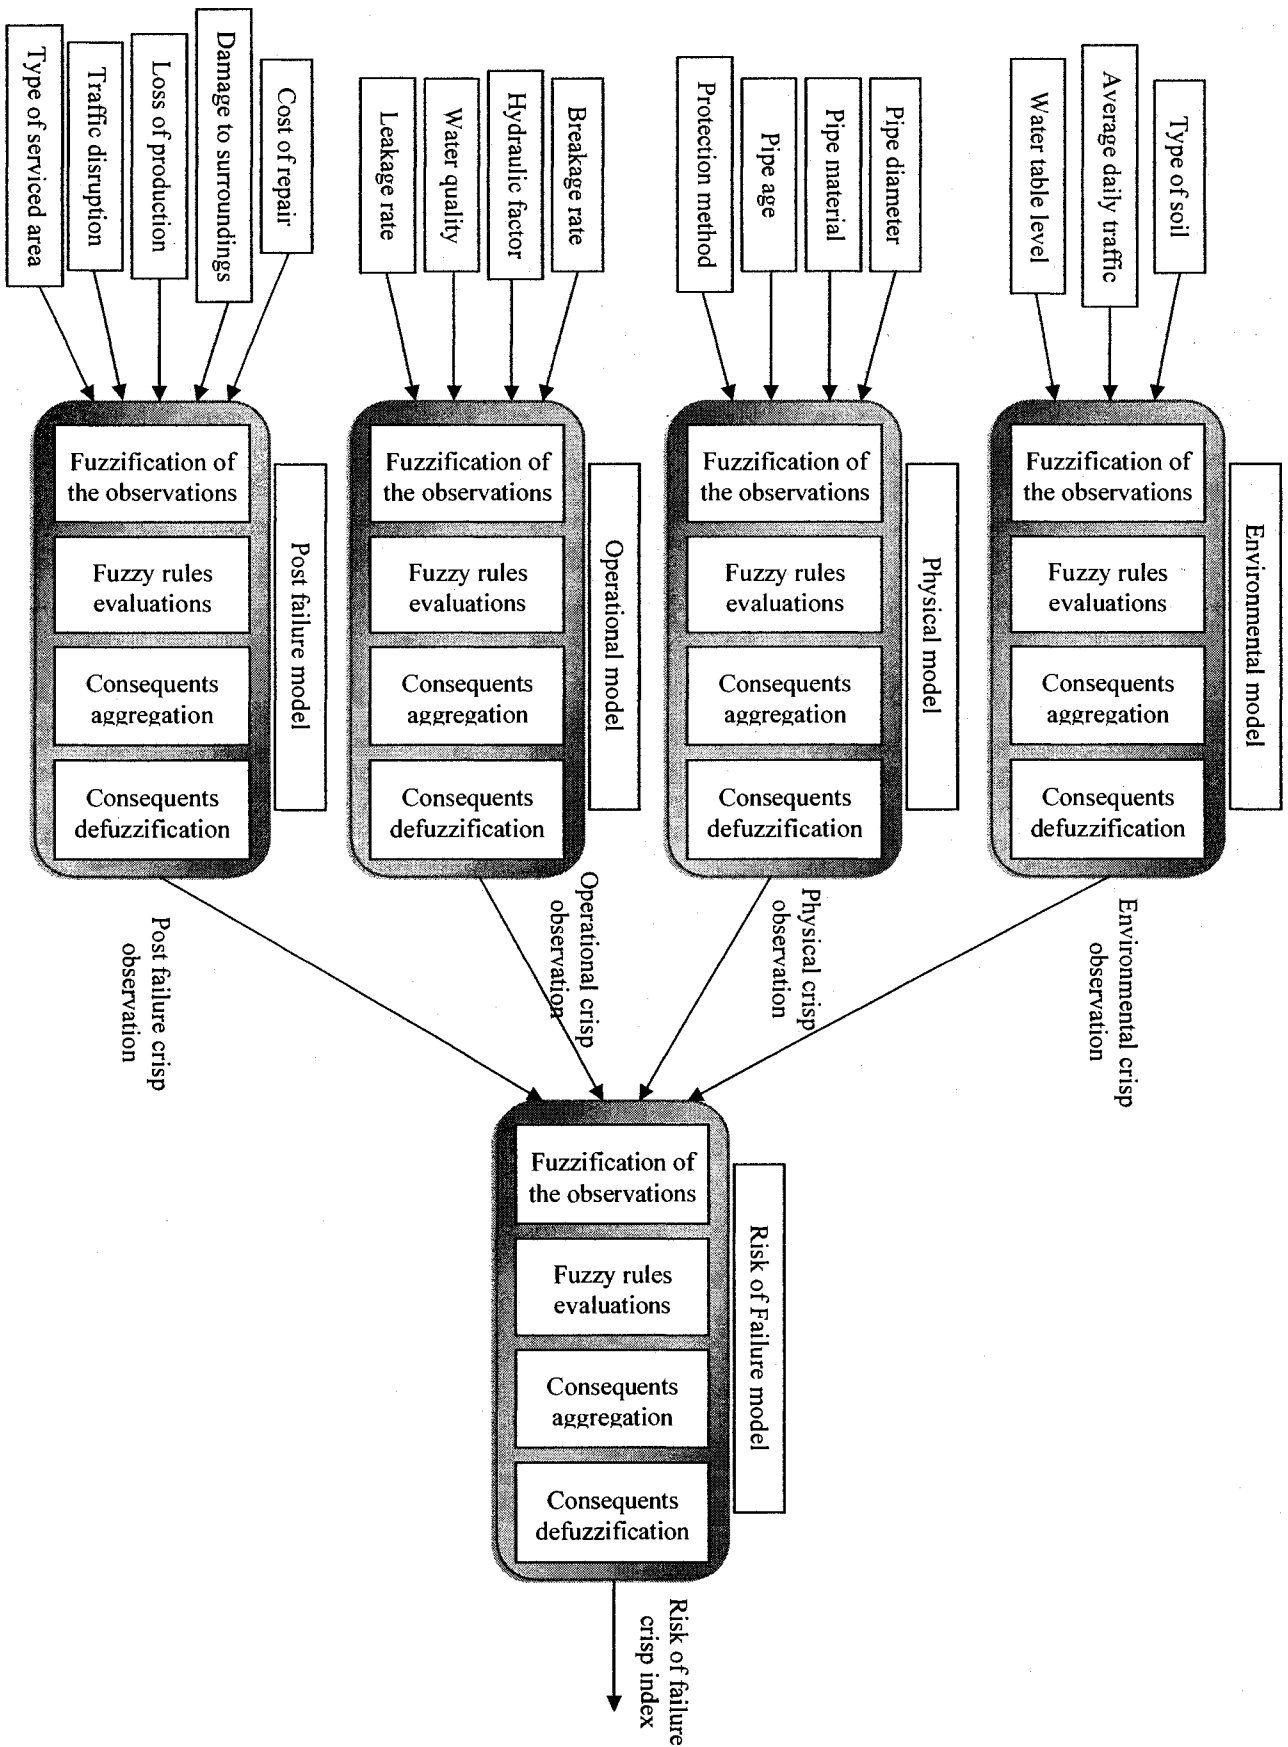 Type of serviced area
Traffic disruption
Loss of production
Damage to surroundings
Cost of repair
Leakage rate
Water quality
Hydraulic factor
Breakage rate
Protection method
Pipe age
Pipe material
Pipe diameter
Water table level
Average daily traffic
Type of soil
Fuzzification of
the observations
Fuzzy rules
evaluations
Consequents
aggregation
Consequents
defuzzification
Post failure model
Fuzzification of
the observations
Fuzzy rules
evaluations
Consequents
aggregation
Consequents
defuzzification
Operational model
Fuzzification of
the observations
Fuzzy rules
evaluations
Consequents
aggregation
Consequents
defuzzification
Physical model
Fuzzification of
the observations
Fuzzy rules
evaluations
Consequents
aggregation
Consequents
defuzzification
Environmental model
Post failure crisp
observation
Operational crisp
observation
Physical crisp
observation
Environmental crisp
observation
Fuzzification of
the observations
Fuzzy rules
evaluations
Consequents
aggregation
Consequents
defuzzification
Risk of Failure model
Risk of failure
crisp index